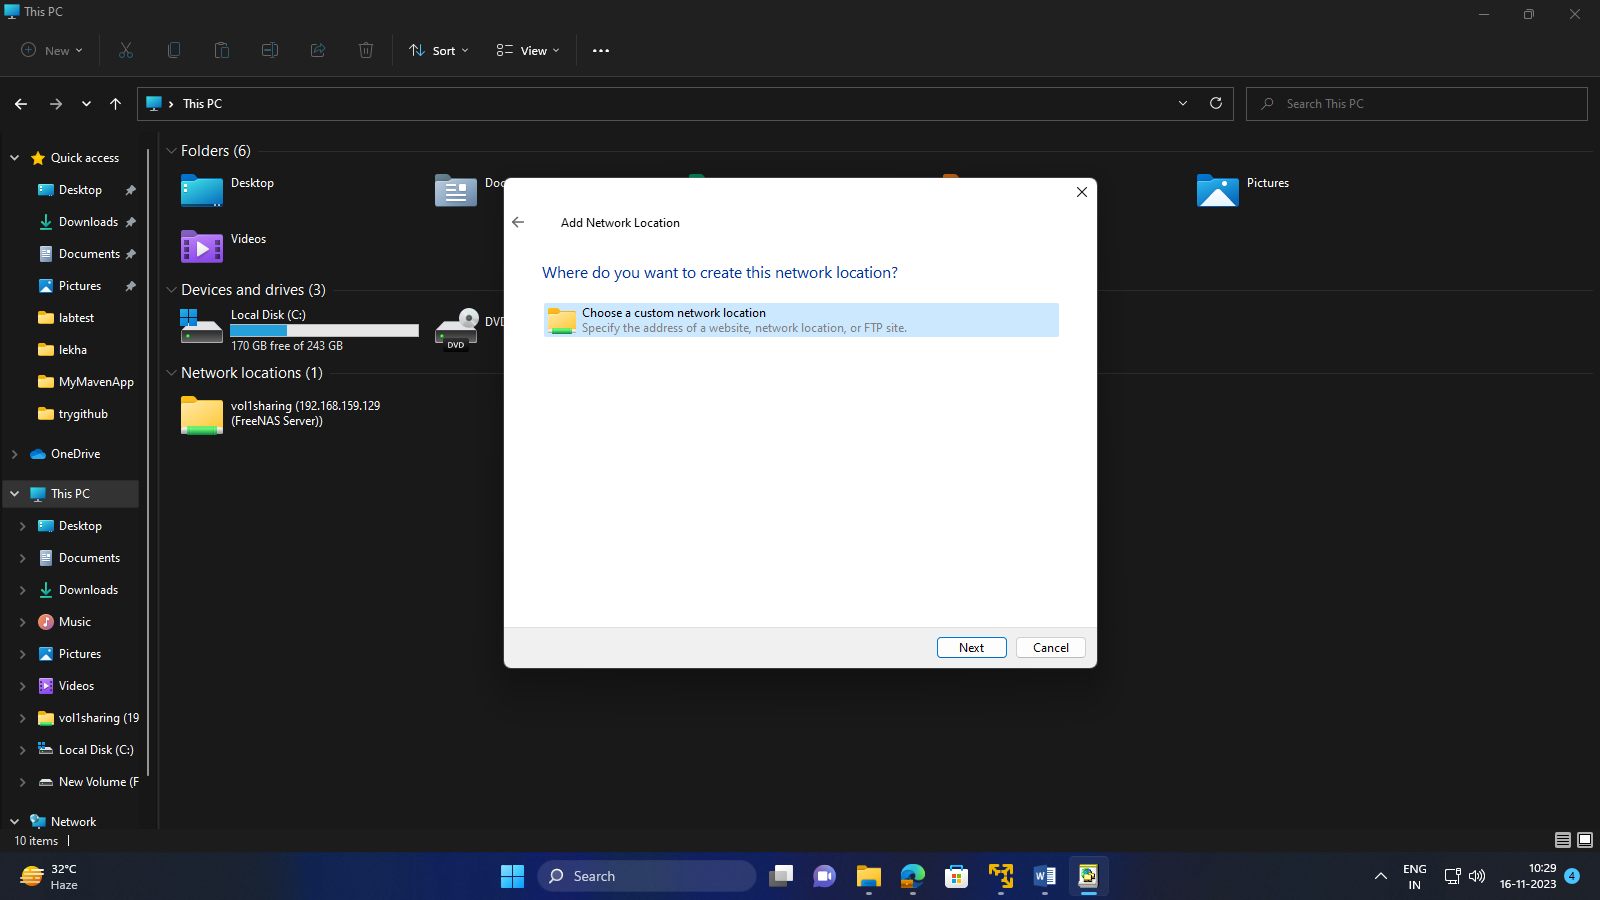 This PC
New
Sort
View
This PC
Search This PC
Quick access
Desktop
Downloads
Documents
Pictures
labtest
lekha
MyMavenApp
trygithub
OneDrive
This PC
Desktop
Documents
Downloads
Music
Pictures
Videos
vol1sharing (19
Local Disk (C:)
New Volume (F
Network
10 items
Folders (6)
Desktop
Doc
Pictures
Videos
Devices and drives (3)
Local Disk (C:)
170 GB free of 243 GB
DVD
DVD
Network locations (1)
vol1sharing (192.168.159.129
(FreeNAS Server))
Add Network Location
Where do you want to create this network location?
Choose a custom network location
Specify the address of a website, network location, or FTP site.
Next
Cancel
32°C
Haze
Search
W
ENG
IN
10:29
16-11-2023
4